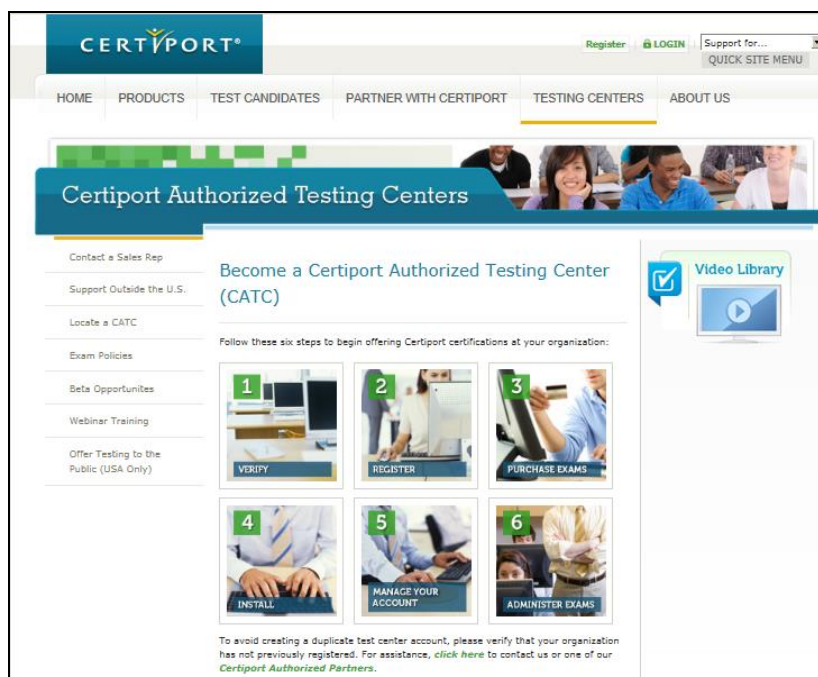 CERTIPORT®
Register
LOGIN
Support for...
QUICK SITE MENU
HOME
PRODUCTS
TEST CANDIDATES
PARTNER WITH CERTIPORT
TESTING CENTERS
ABOUT US
Certiport Authorized Testing Centers
Contact a Sales Rep
Support Outside the U.S.
Locate a CATC
Exam Policies
Beta Opportunites
Webinar Training
Offer Testing to the
Public (USA Only)
Become a Certiport Authorized Testing Center
(CATC)
Follow these six steps to begin offering Certiport certifications at your organization:
1
VERIFY
2
REGISTER
3
PURCHASE EXAMS
4
INSTALL
5
MANAGE YOUR
ACCOUNT
6
ADMINISTER EXAMS
To avoid creating a duplicate test center account, please verify that your organization
has not previously registered. For assistance, click here to contact us or one of our
Certiport Authorized Partners.
Video Library